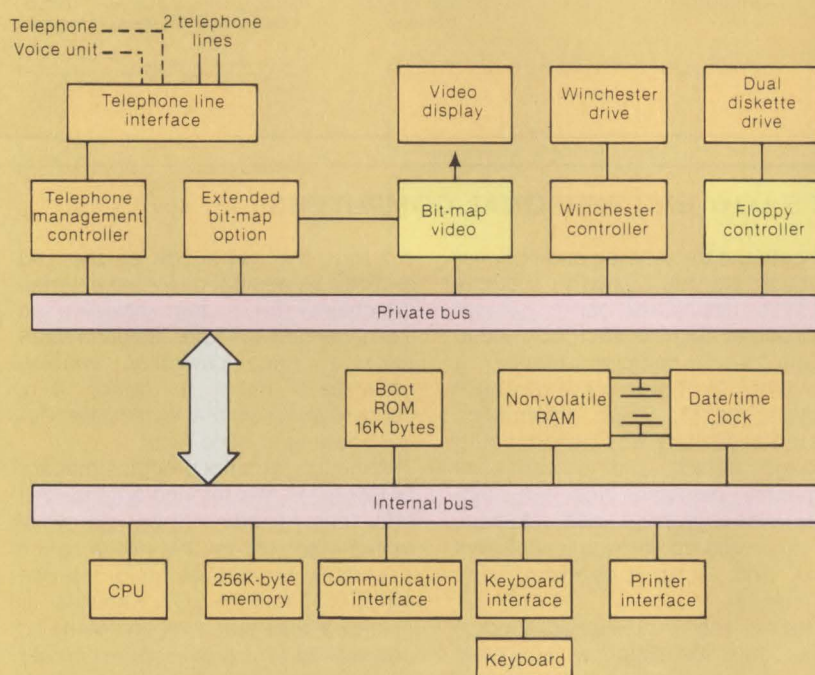 Telephone
Voice unit
2 telephone
lines
Telephone line
interface
Video
display
Winchester
drive
Dual
diskette
drive
Telephone
management
controller
Extended
bit-map
option
Bit-map
video
Winchester
controller
Floppy
controller
Private bus
Boot
ROM
16K bytes
Non-volatile
RAM
Date/time
clock
Internal bus
CPU
256K-byte
memory
Communication
interface
Keyboard
interface
Printer
interface
Keyboard